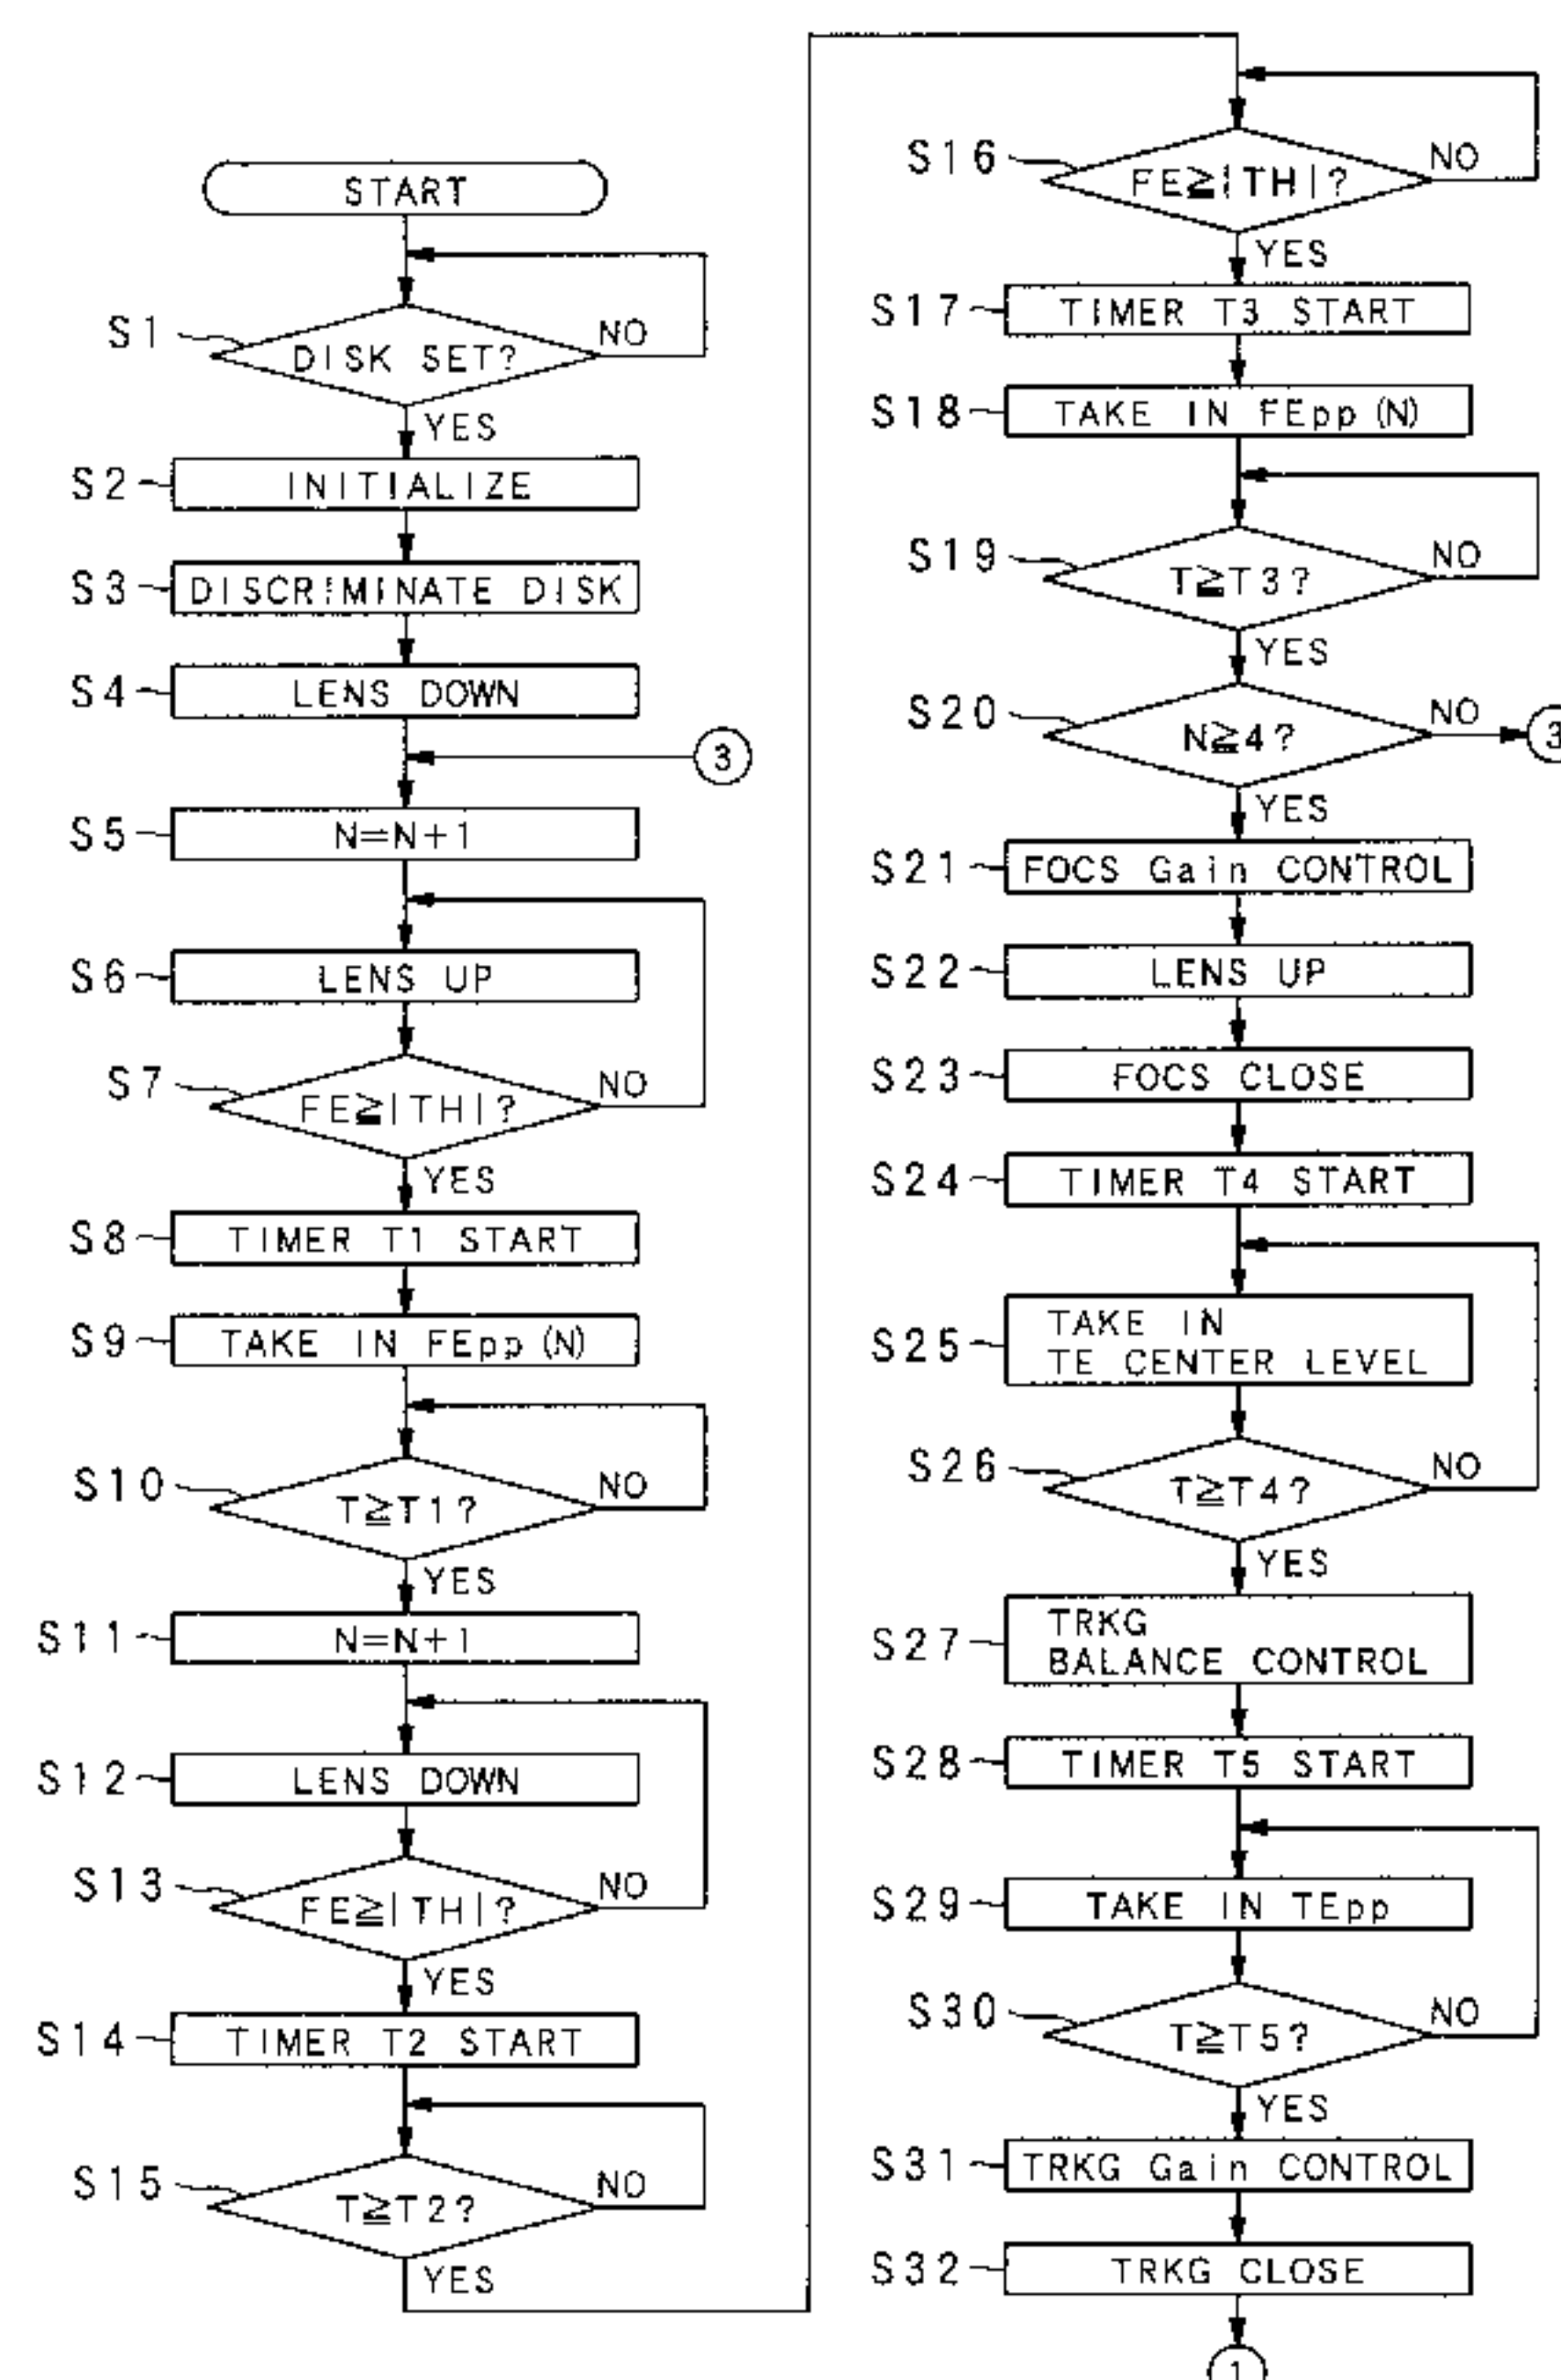 START
S1
DISK SET?
NO
YES
S2
INITIALIZE
S3
DISCRIMINATE DISK
S4
LENS DOWN
3
S5
N=N+1
S6
LENS UP
S7
FE≧|TH|?
NO
YES
S8
TIMER T1 START
S9
TAKE IN FEpp (N)
S10
T≧T1?
NO
YES
S11
N=N+1
S12
LENS DOWN
S13
FE≧|TH|?
NO
YES
S14
TIMER T2 START
S15
T≧T2?
NO
YES
S16
FE≧|TH|?
NO
YES
S17
TIMER T3 START
S18
TAKE IN FEpp (N)
S19
T≧T3?
NO
YES
S20
N≧4?
NO
3
YES
S21
FOCS Gain CONTROL
S22
LENS UP
S23
FOCS CLOSE
S24
TIMER T4 START
S25
TAKE IN
TE CENTER LEVEL
S26
T≧T4?
NO
YES
S27
TRKG
BALANCE CONTROL
S28
TIMER T5 START
S29
TAKE IN TEpp
S30
T≧T5?
NO
YES
S31
TRKG Gain CONTROL
S32
TRKG CLOSE
1